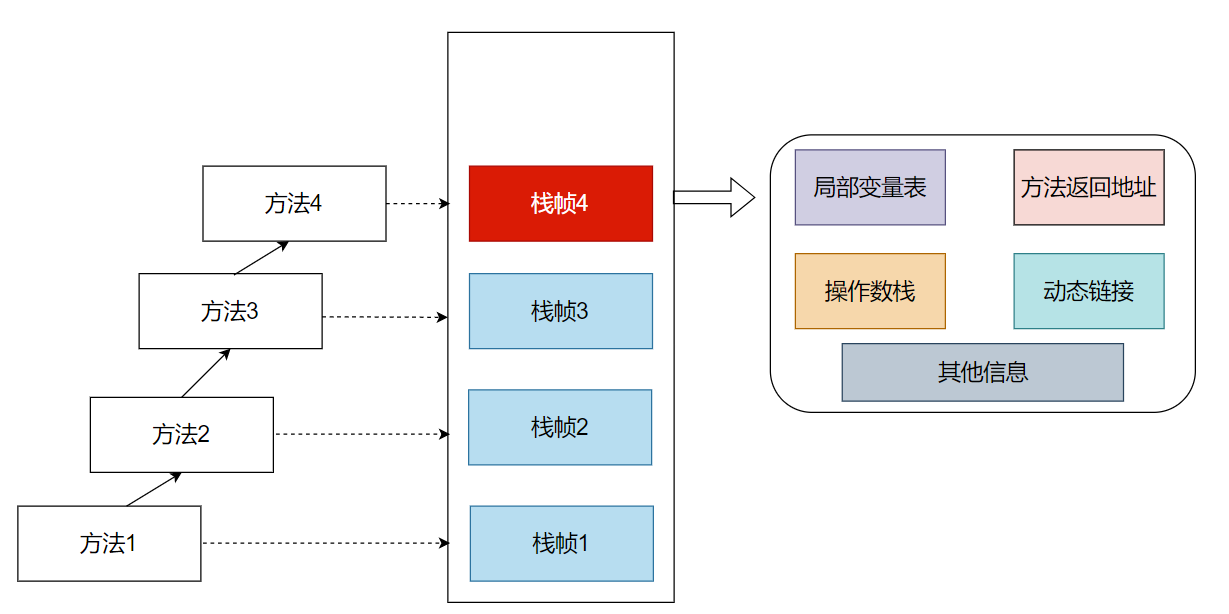 方法4
栈帧4
局部变量表
方法返回地址
方法3
栈帧3
操作数栈
动态链接
其他信息
方法2
栈帧2
方法1
栈帧1